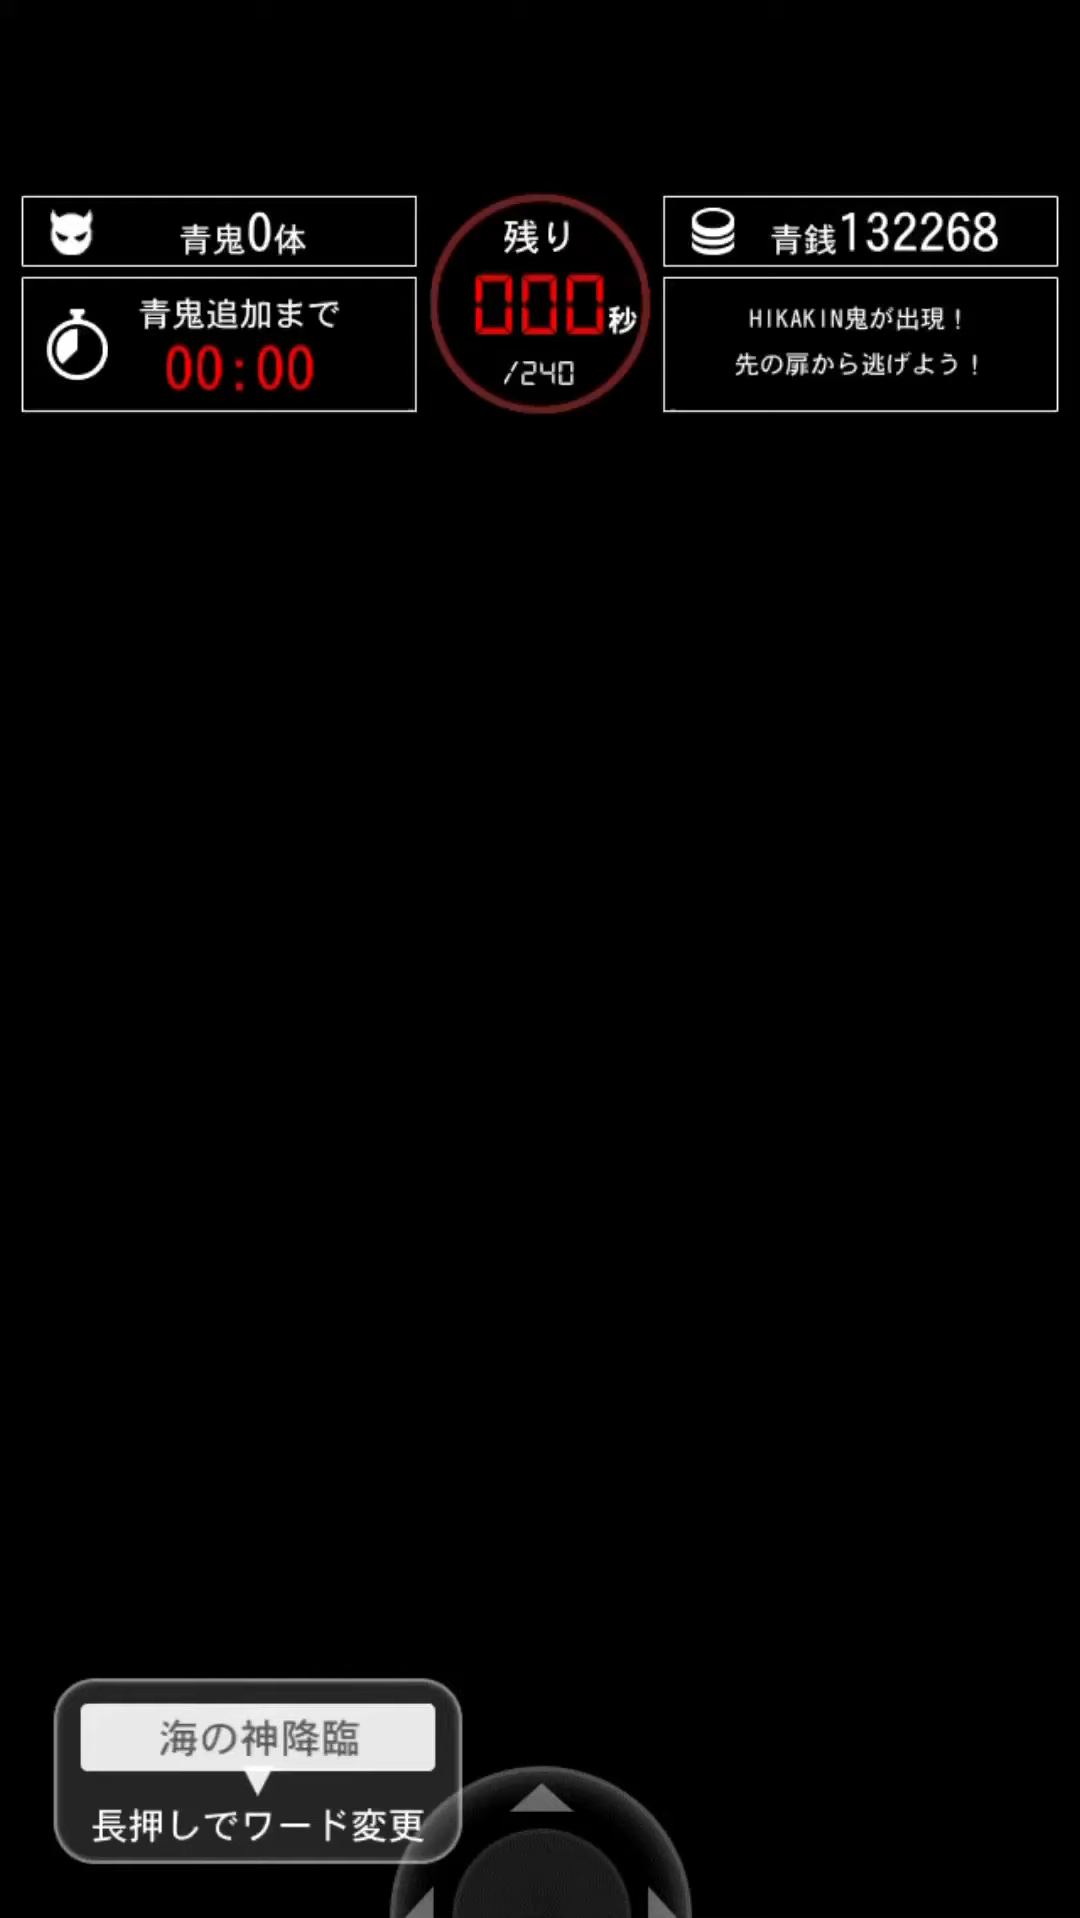 青鬼0体
青鬼追加まで
00:00
残り
000秒
/240
青銭132268
HIKAKIN鬼が出現！
先の扉から逃げよう！
海の神降臨
長押しでワード変更